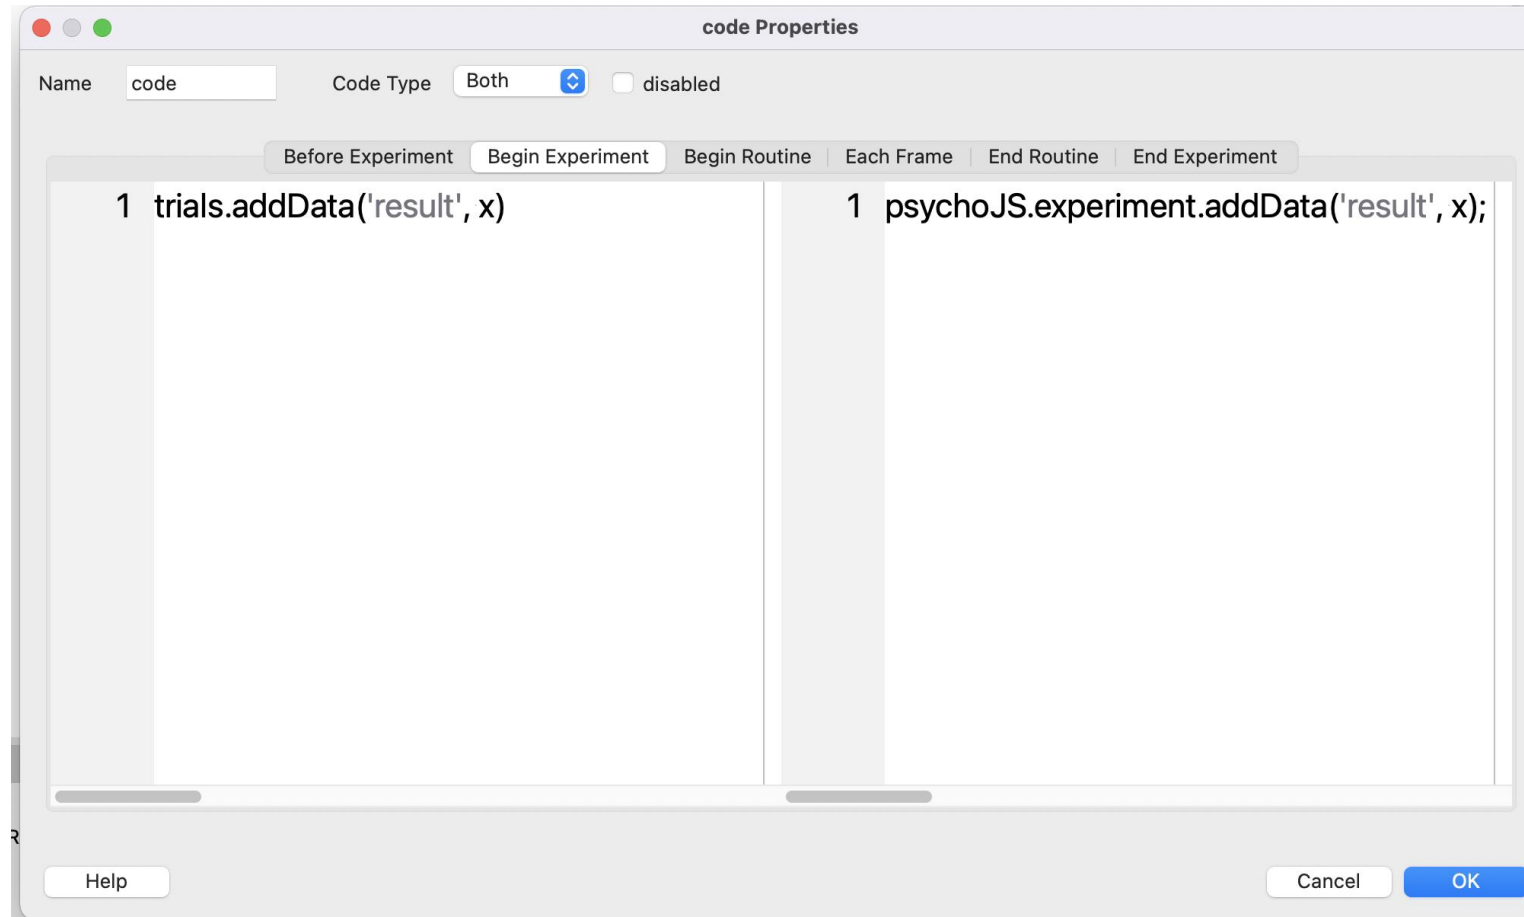 code Properties
Name code Code Type Both disabled
Before Experiment Begin Experiment Begin Routine Each Frame End Routine End Experiment
1 trials.addData('result', x)
1 psychoJS.experiment.addData('result', x);
R
Help Cancel OK